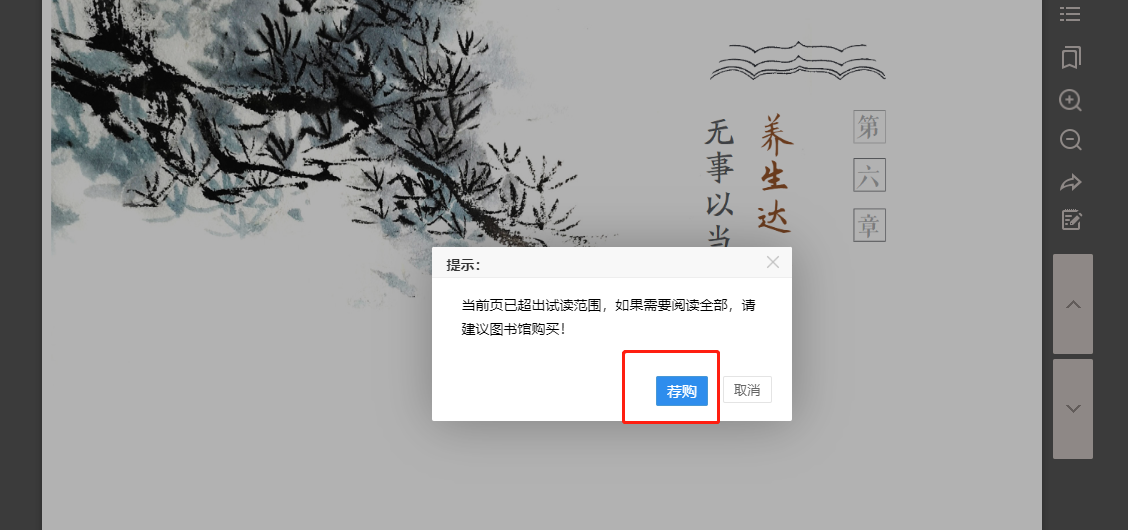 第六章
养生达
无事以当
提示：
当前页已超出试读范围，如果需要阅读全部，请
建议图书馆购买！
荐购
取消